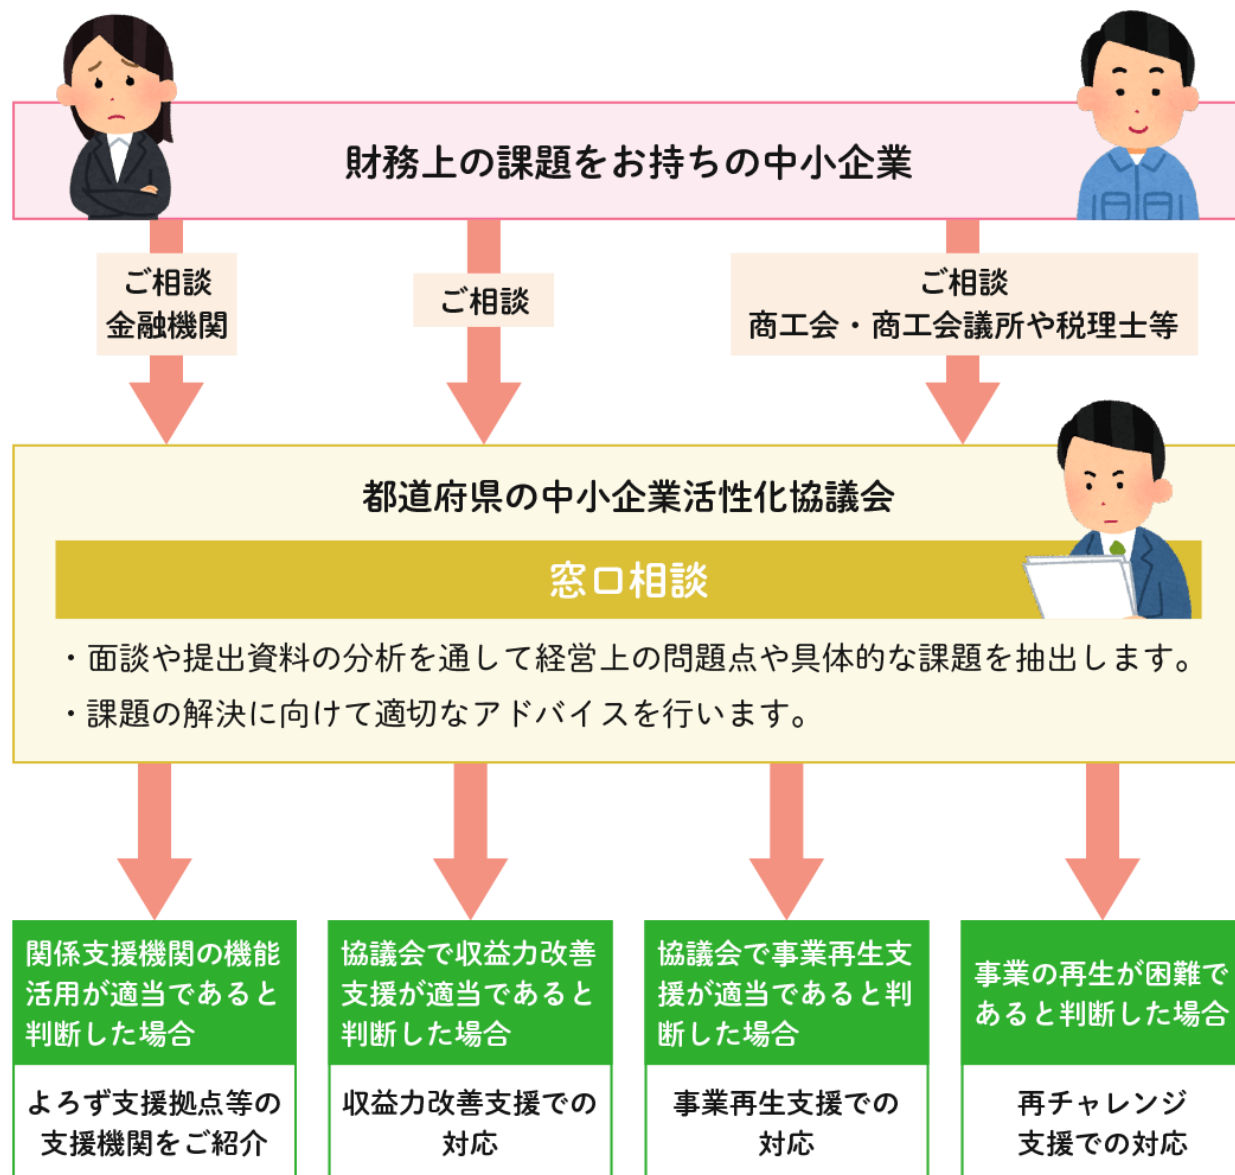 財務上の課題をお持ちの中小企業
ご相談
金融機関
ご相談
ご相談
商工会・商工会議所や税理士等
都道府県の中小企業活性化協議会
窓口相談
・面談や提出資料の分析を通して経営上の問題点や具体的な課題を抽出します。
・課題の解決に向けて適切なアドバイスを行います。
関係支援機関の機能
活用が適当であると
判断した場合
よろず支援拠点等の
支援機関をご紹介
協議会で収益力改善
支援が適当であると
判断した場合
収益力改善支援での
対応
協議会で事業再生支
援が適当であると判
断した場合
事業再生支援での
対応
事業の再生が困難で
あると判断した場合
再チャレンジ
支援での対応